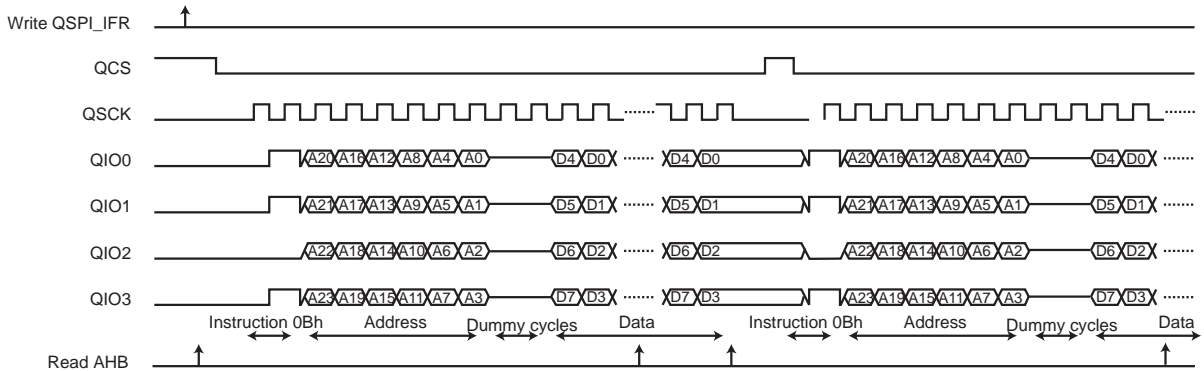 Write QSPI_IFR
QCS
QSCK
QIO0 A20 A16 A12 A8 A4 A0 D4 D0 D4 D0 A20 A16 A12 A8 A4 A0 D4 D0
QIO1 A21 A17 A13 A9 A5 A1 D5 D1 D5 D1 A21 A17 A13 A9 A5 A1 D5 D1
QIO2 A22 A18 A14 A10 A6 A2 D6 D2 D6 D2 A22 A18 A14 A10 A6 A2 D6 D2
QIO3 A23 A19 A15 A11 A7 A3 D7 D3 D7 D3 A23 A19 A15 A11 A7 A3 D7 D3
Instruction 0Bh Address Dummy cycles Data Instruction 0Bh Address Dummy cycles Data
Read AHB